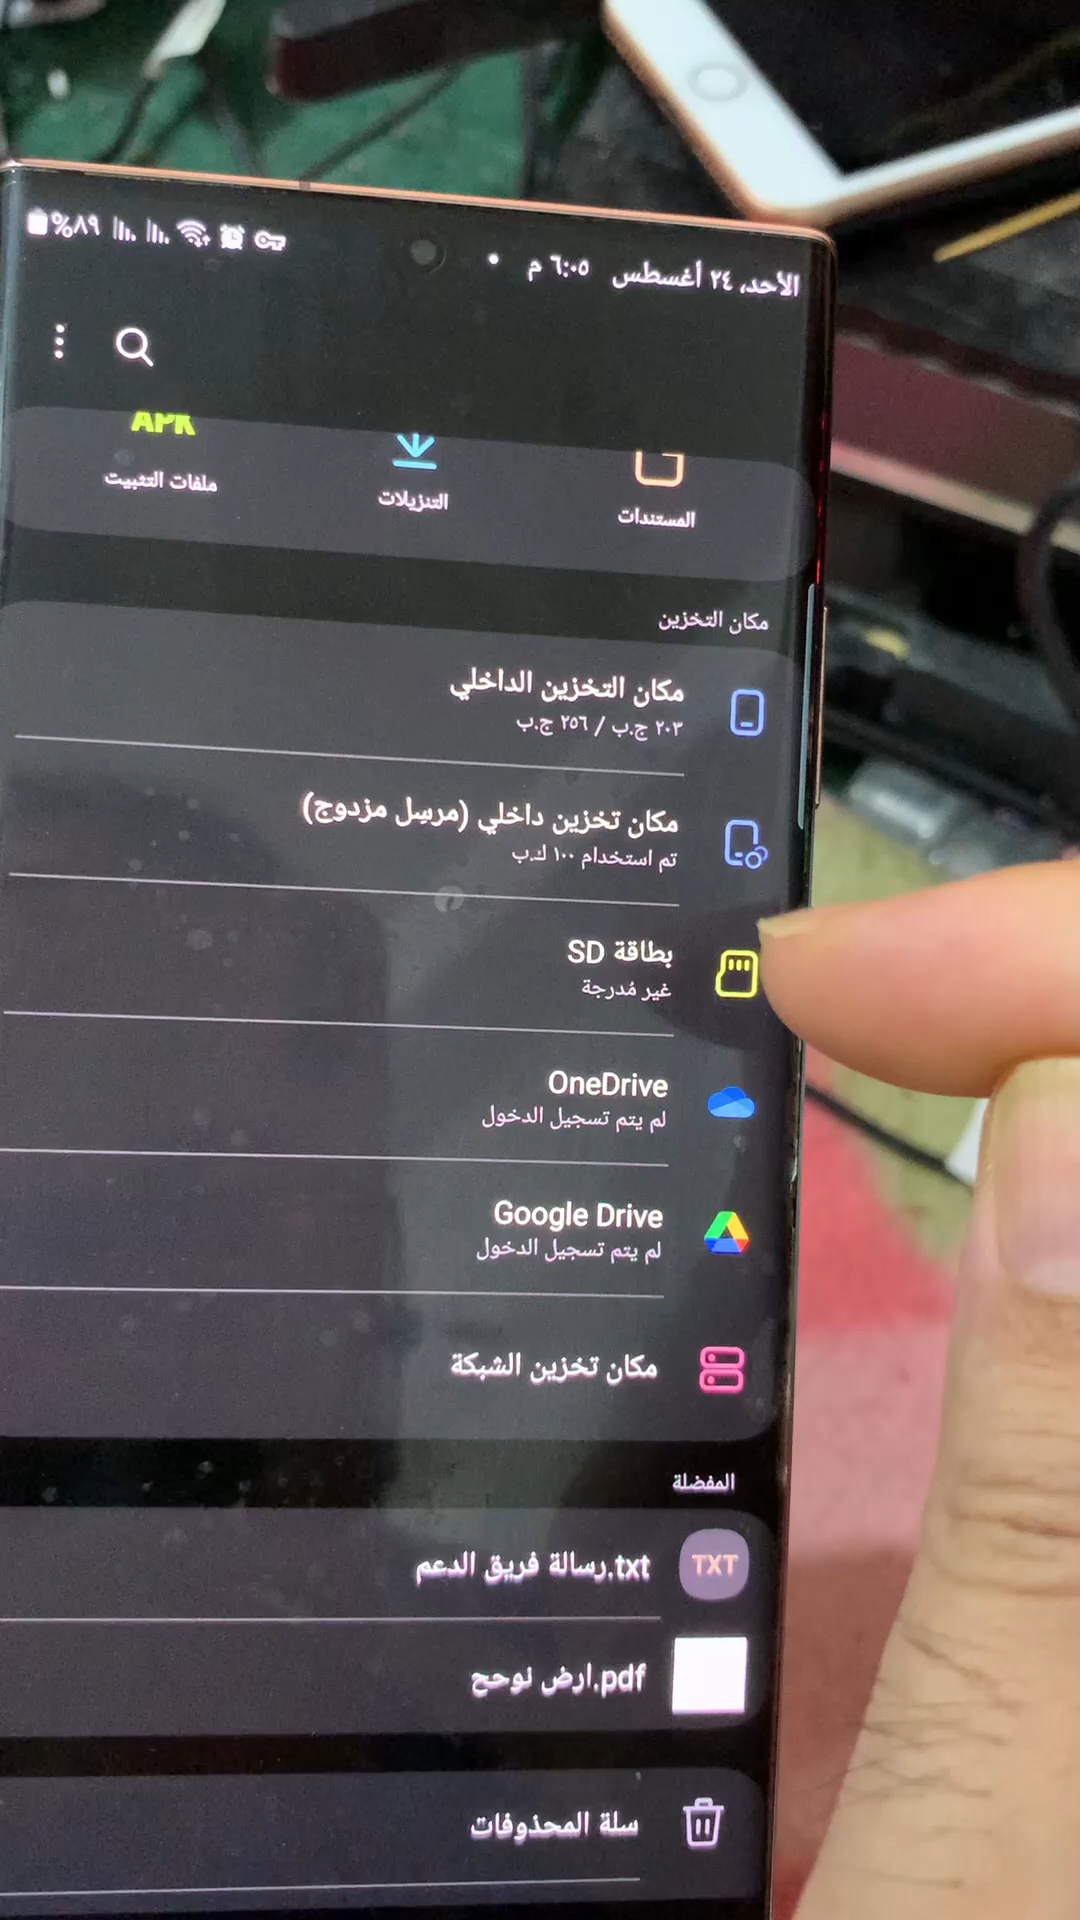 الأحد، ٢٤ أغسطس ٦:٠٥ م
%٨٩
المستندات
التنزيلات
APK
ملفات التثبيت
مكان التخزين
مكان التخزين الداخلي
٢٠٣ ج.ب / ٢٥٦ ج.ب
مكان تخزين داخلي (مرسِل مزدوج)
تم استخدام ١٠٠ ك.ب
بطاقة SD
غير مُدرجة
OneDrive
لم يتم تسجيل الدخول
Google Drive
لم يتم تسجيل الدخول
مكان تخزين الشبكة
المفضلة
TXT
رسالة فريق الدعم.txt
ارض نوحح.pdf
سلة المحذوفات